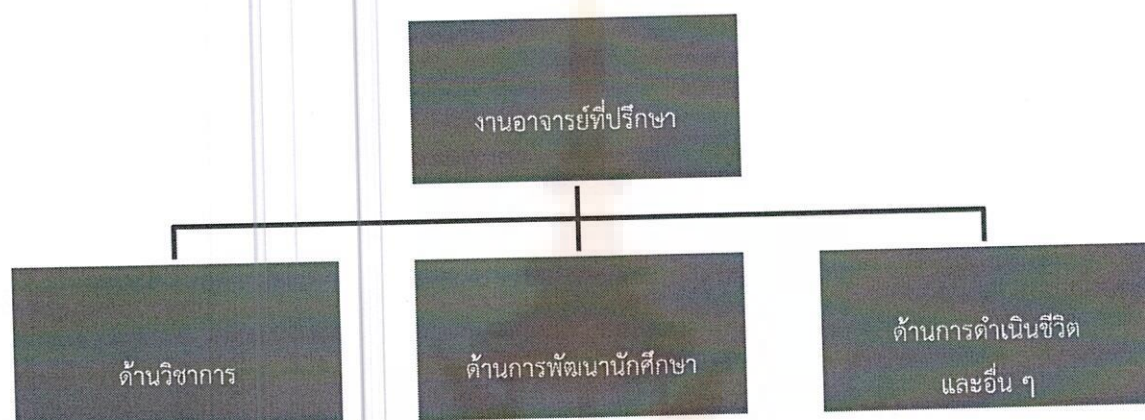 งานอาจารย์ที่ปรึกษา
ด้านวิชาการ
ด้านการพัฒนานักศึกษา
ด้านการดำเนินชีวิต
และอื่น ๆ